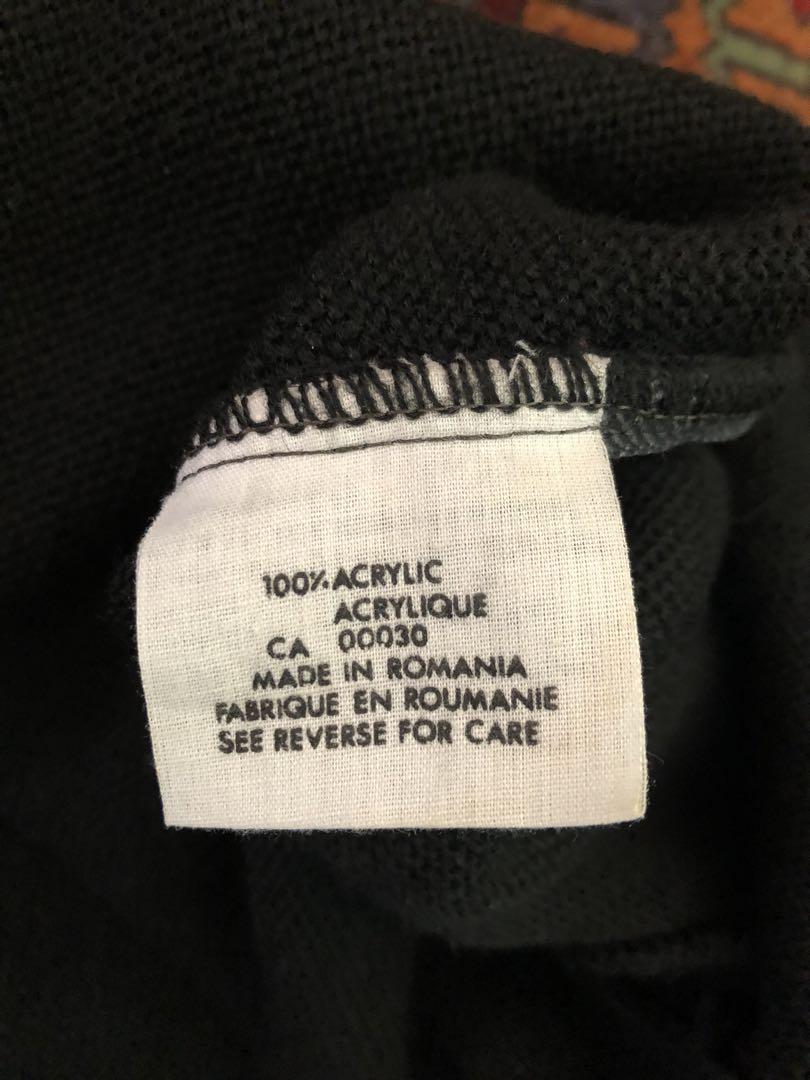 100% ACRYLIC
ACRYLIQUE
CA 00030
MADE IN ROMANIA
FABRIQUE EN ROUMANIE
SEE REVERSE FOR CARE